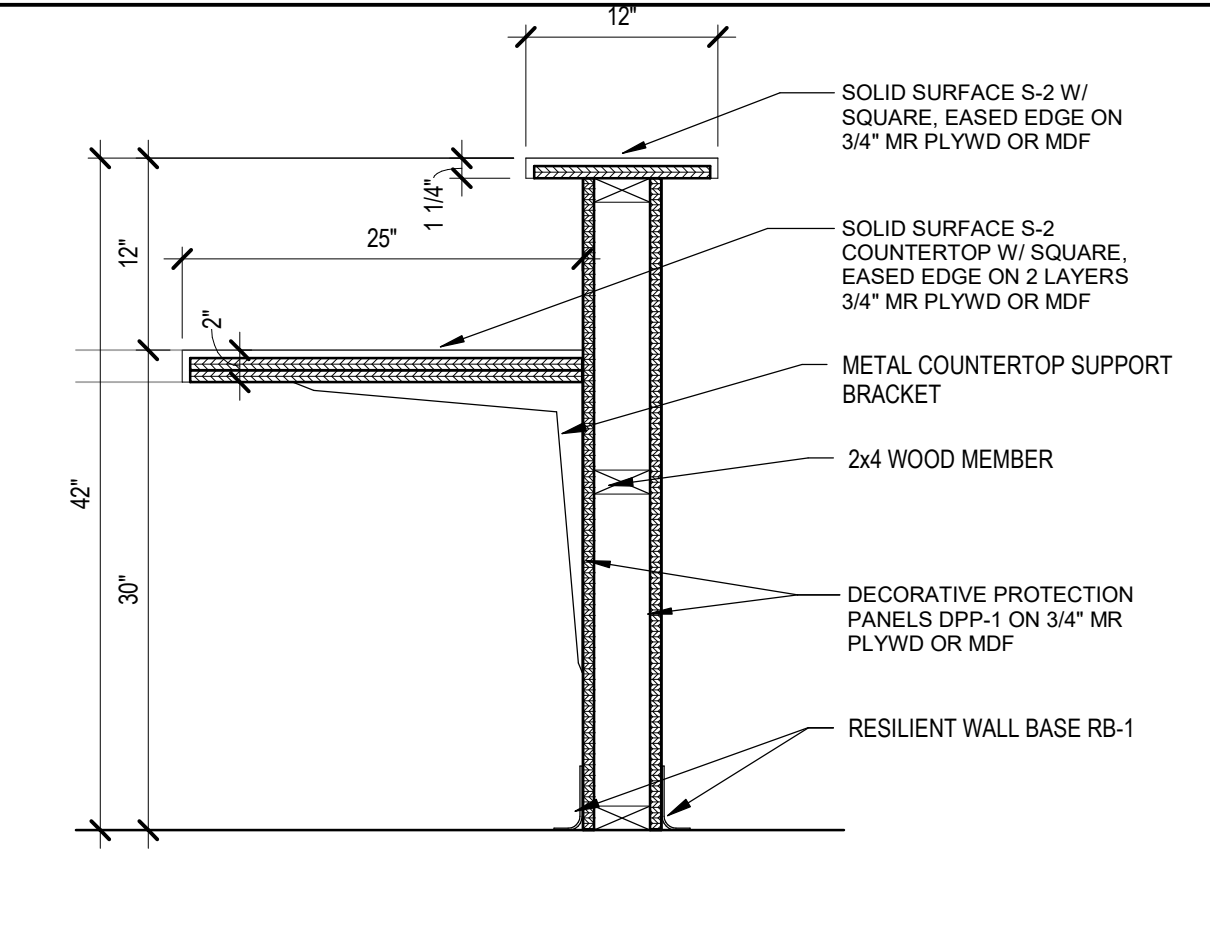 12"
SOLID SURFACE S-2 W/
SQUARE, EASED EDGE ON
3/4" MR PLYWD OR MDF
1 1/4"
12"
25"
SOLID SURFACE S-2
COUNTERTOP W/ SQUARE,
EASED EDGE ON 2 LAYERS
3/4" MR PLYWD OR MDF
2"
METAL COUNTERTOP SUPPORT
BRACKET
2x4 WOOD MEMBER
42"
30"
DECORATIVE PROTECTION
PANELS DPP-1 ON 3/4" MR
PLYWD OR MDF
RESILIENT WALL BASE RB-1